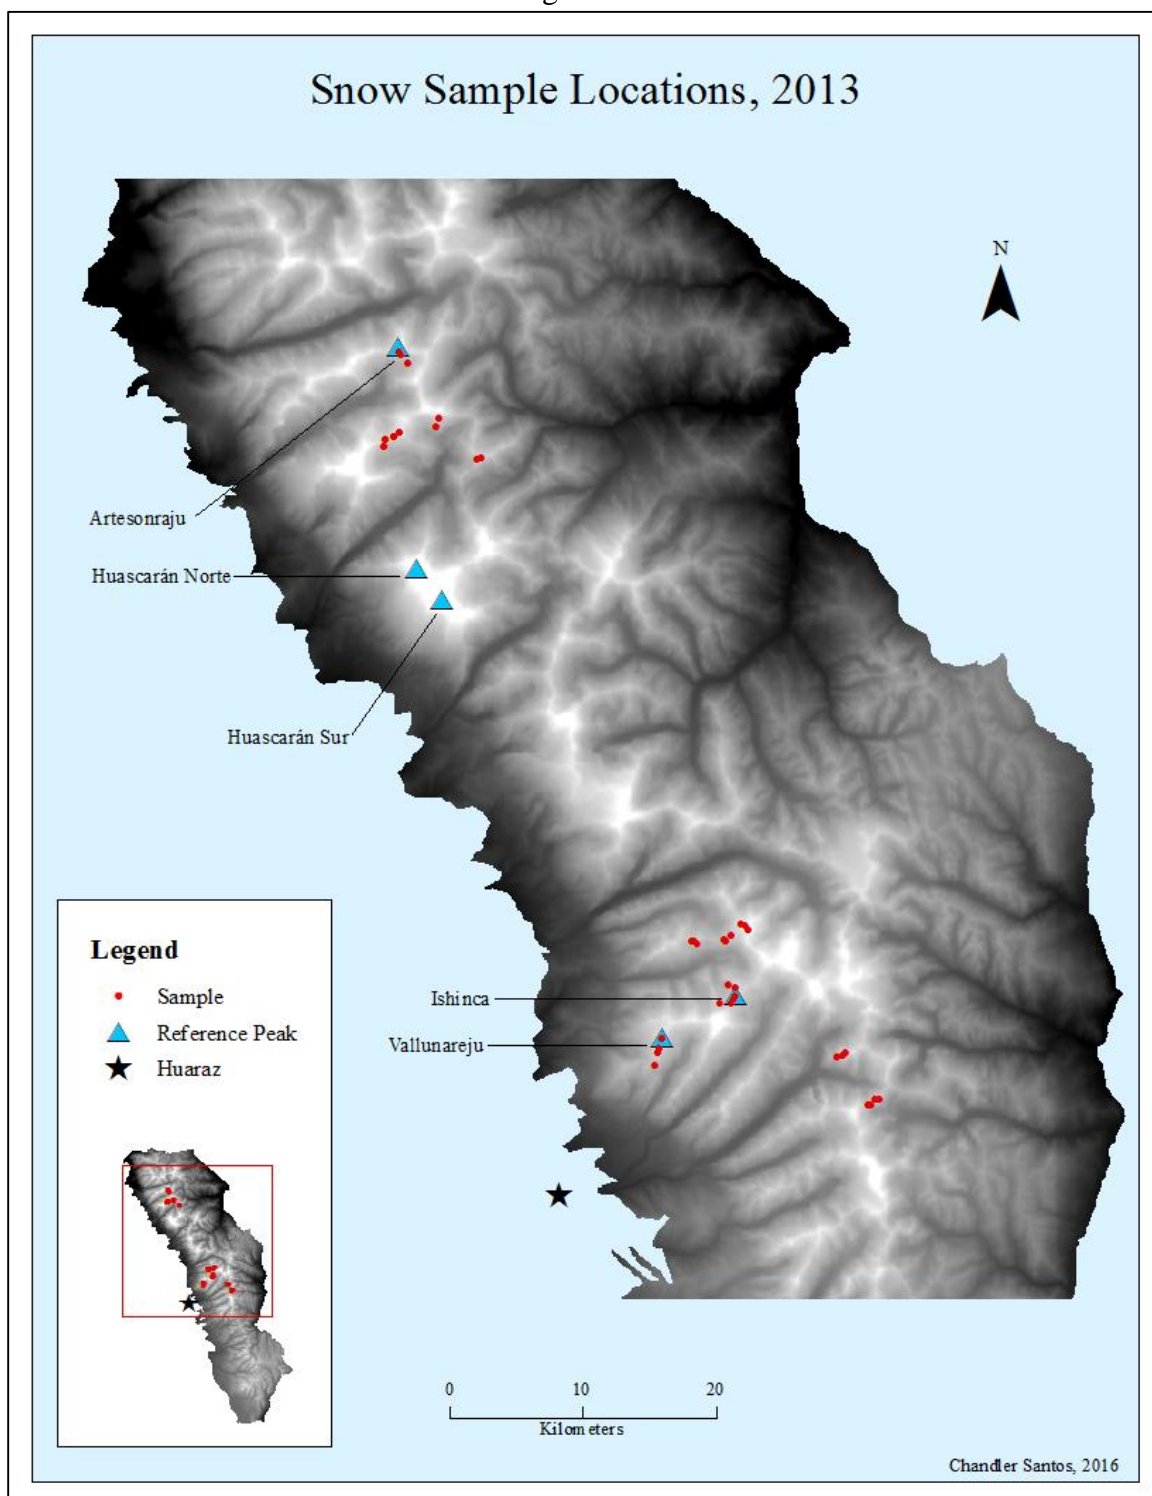 Snow Sample Locations, 2013
N
Artesonraju
Huascarán Norte
Huascarán Sur
Ishinca
Vallunareju
Legend
Sample
Reference Peak
Huaraz
0 10 20
Kilometers
Chandler Santos, 2016